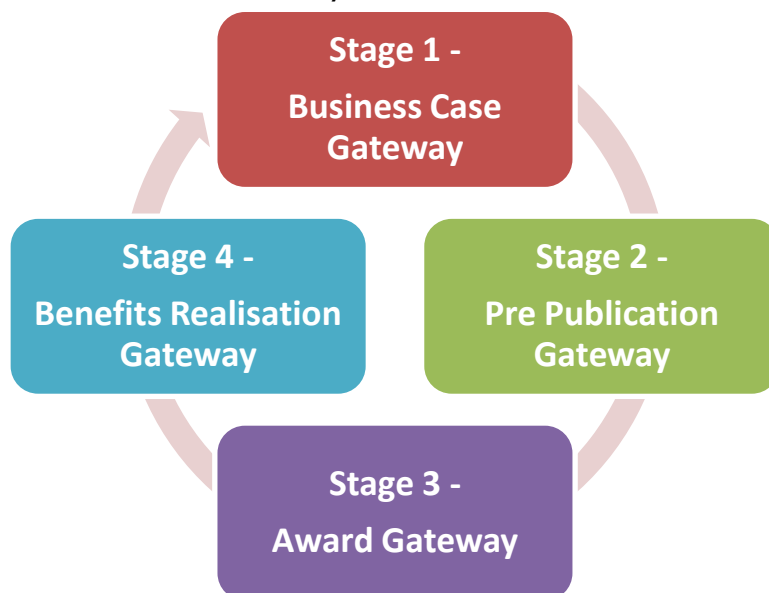 Stage 1 -
Business Case
Gateway
Stage 2 -
Pre Publication
Gateway
Stage 3 -
Award Gateway
Stage 4 -
Benefits Realisation
Gateway